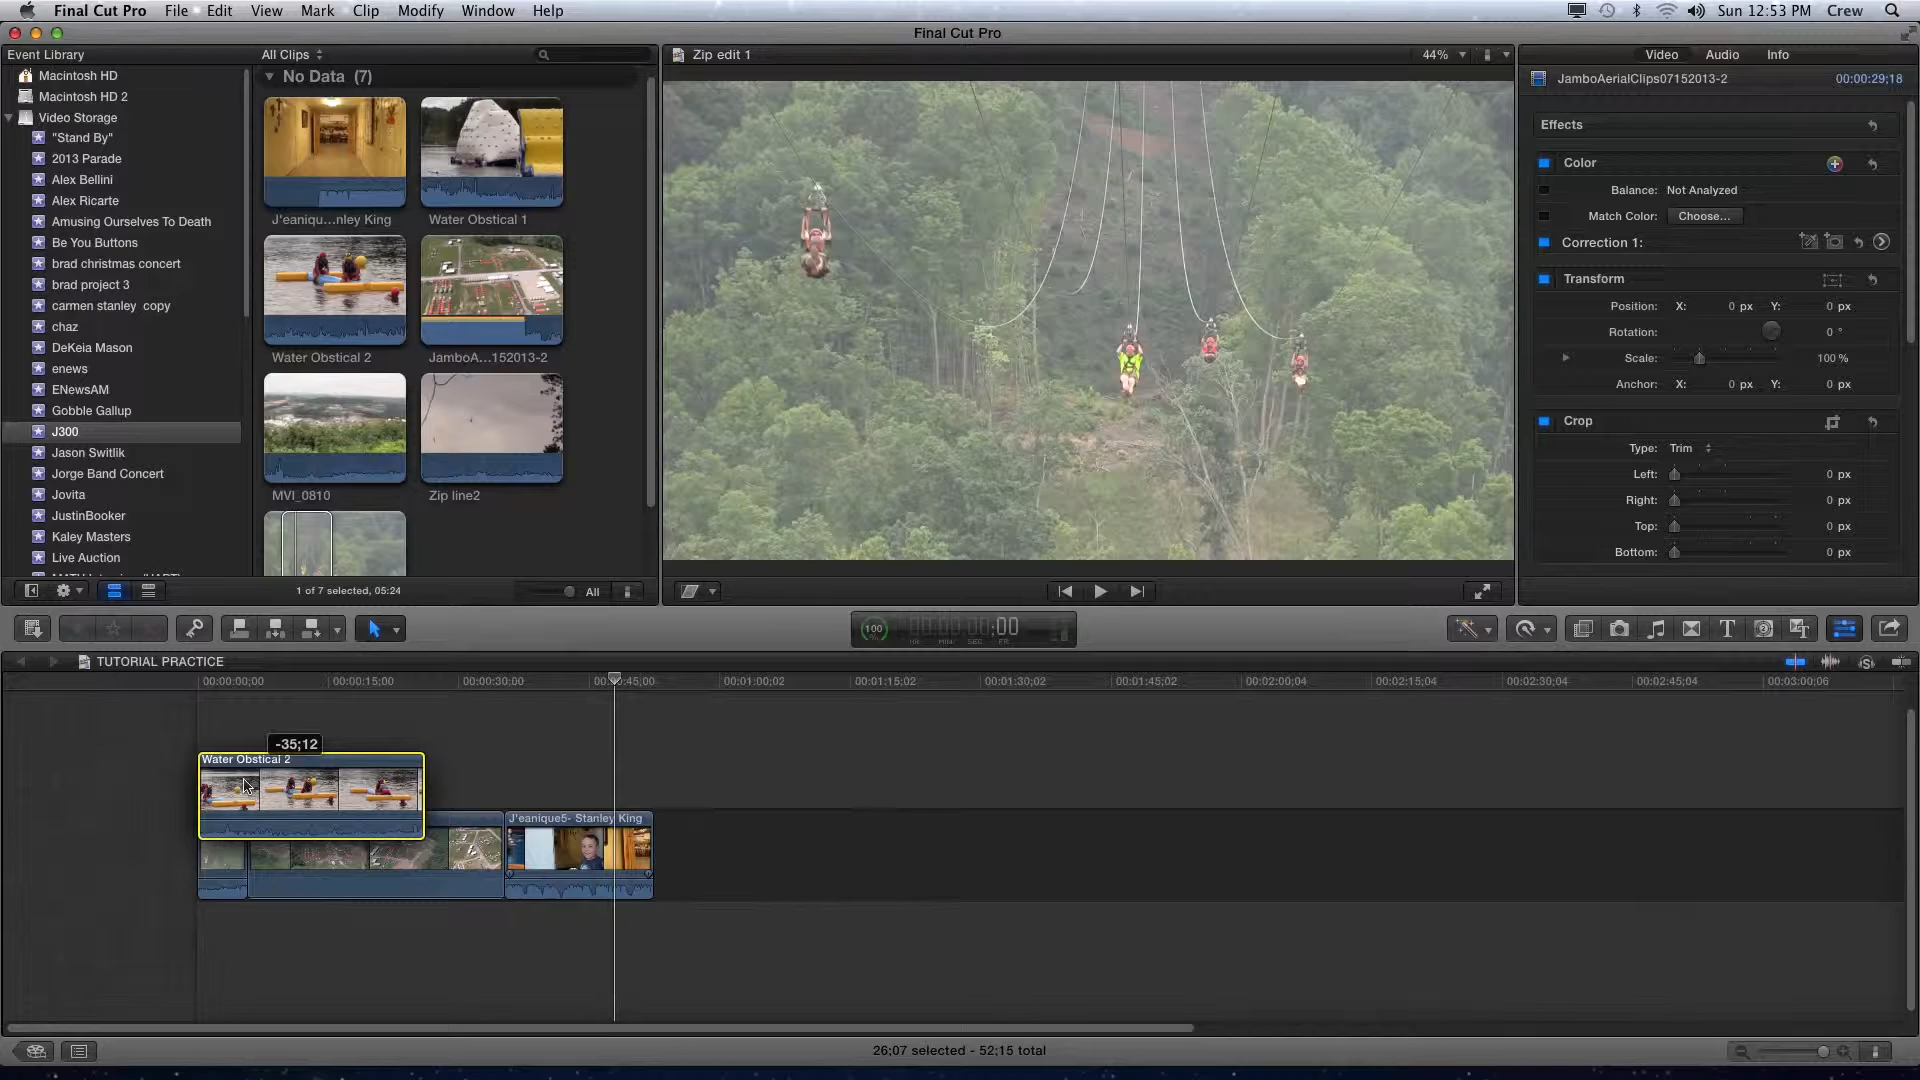 Final Cut Pro File Edit View Mark Clip Modify Window Help Sun 12:53 PM Crew
Final Cut Pro
Event Library
All Clips
Zip edit 1
44%
Video Audio Info
Macintosh HD
Macintosh HD 2
Video Storage
"Stand By"
2013 Parade
Alex Bellini
Alex Ricarte
Amusing Ourselves To Death
Be You Buttons
brad christmas concert
brad project 3
carmen stanley copy
chaz
DeKeia Mason
enews
ENewsAM
Gobble Gallup
J300
Jason Switlik
Jorge Band Concert
Jovita
JustinBooker
Kaley Masters
Live Auction
No Data (7)
J'eaniqu...nley King
Water Obstical 1
Water Obstical 2
JamboA...152013-2
MVI_0810
Zip line2
1 of 7 selected, 05:24
All
JamboAerialClips07152013-2 00:00:29;18
Effects
Color
Balance: Not Analyzed
Match Color: Choose...
Correction 1:
Transform
Position: X: 0 px Y: 0 px
Rotation: 0 °
Scale: 100 %
Anchor: X: 0 px Y: 0 px
Crop
Type: Trim
Left: 0 px
Right: 0 px
Top: 0 px
Bottom: 0 px
100
%
;00
HR MIN SEC FR
TUTORIAL PRACTICE
00:00:00;00 00:00:15;00 00:00:30;00 00:00:45;00 00:01:00;02 00:01:15;02 00:01:30;02 00:01:45;02 00:02:00;04 00:02:15;04 00:02:30;04 00:02:45;04 00:03:00;06
-35;12
Water Obstical 2
J'eanique5- Stanley King
26;07 selected - 52;15 total